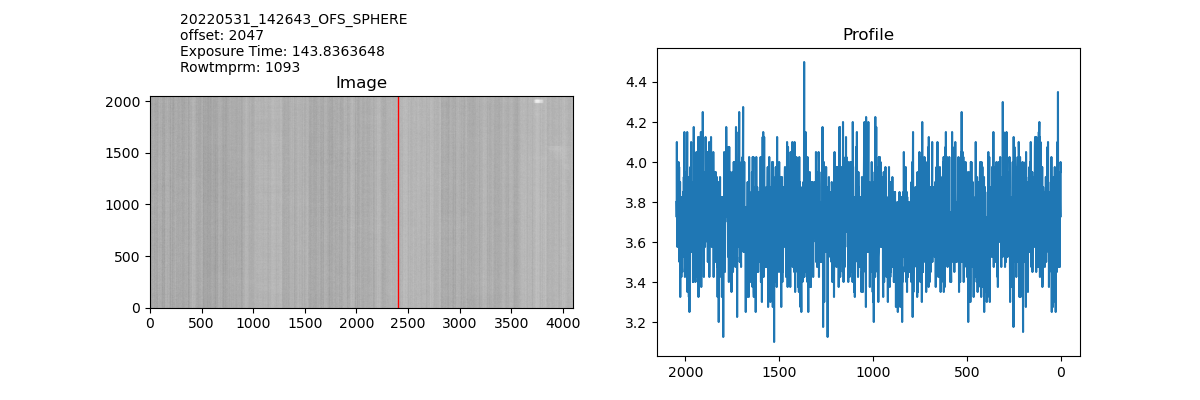 20220531_142643_OFS_SPHERE
offset: 2047
Exposure Time: 143.8363648
Rowtmprm: 1093
Image
2000
1500
1000
500
0
0 500 1000 1500 2000 2500 3000 3500 4000
Profile
4.4
4.2
4.0
3.8
3.6
3.4
3.2
2000 1500 1000 500 0